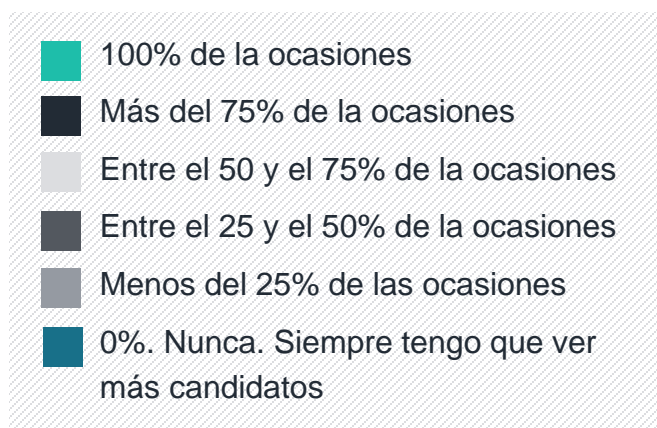 100% de la ocasiones
Más del 75% de la ocasiones
Entre el 50 y el 75% de la ocasiones
Entre el 25 y el 50% de la ocasiones
Menos del 25% de las ocasiones
0%. Nunca. Siempre tengo que ver
más candidatos